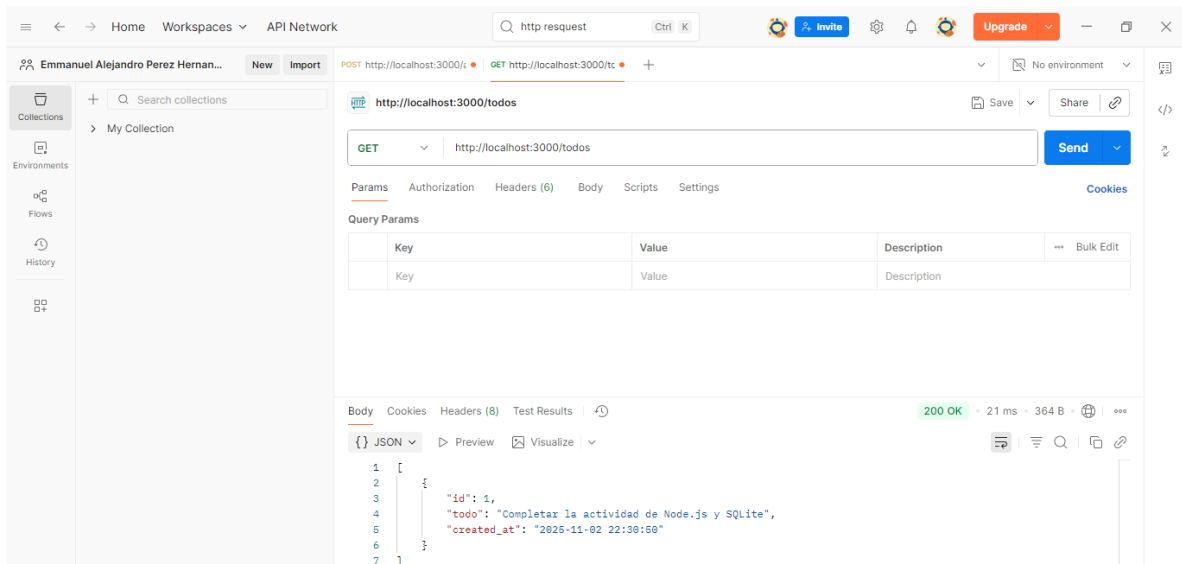 Home Workspaces API Network http resquest Ctrl K Invite Upgrade
Emmanuel Alejandro Perez Hernan... New Import POST http://localhost:3000/a GET http://localhost:3000/tc No environment
Collections
Environments
Flows
History
Search collections
My Collection
HTTP http://localhost:3000/todos Save Share
GET http://localhost:3000/todos Send
Params Authorization Headers (6) Body Scripts Settings Cookies
Query Params
Key Value Description Bulk Edit
Key Value Description
Body Cookies Headers (8) Test Results 200 OK 21 ms 364 B
{} JSON Preview Visualize
1 [
2 {
3 "id": 1,
4 "todo": "Completar la actividad de Node.js y SQLite",
5 "created_at": "2025-11-02 22:30:50"
6 }
7 ]